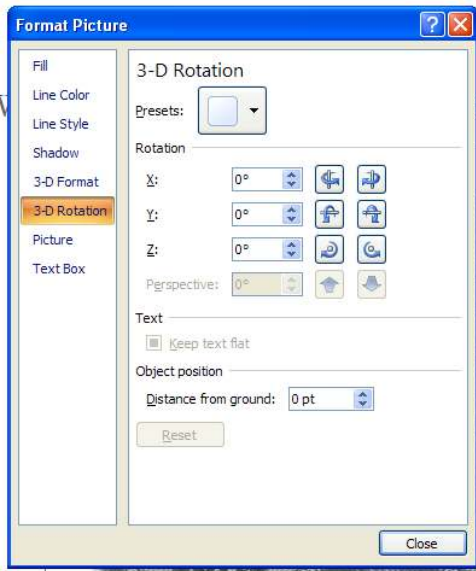 Format Picture
?
X
Fill
Line Color
Line Style
Shadow
3-D Format
3-D Rotation
Picture
Text Box
3-D Rotation
Presets:
Rotation
X: 0°
Y: 0°
Z: 0°
Perspective: 0°
Text
Keep text flat
Object position
Distance from ground: 0 pt
Reset
Close